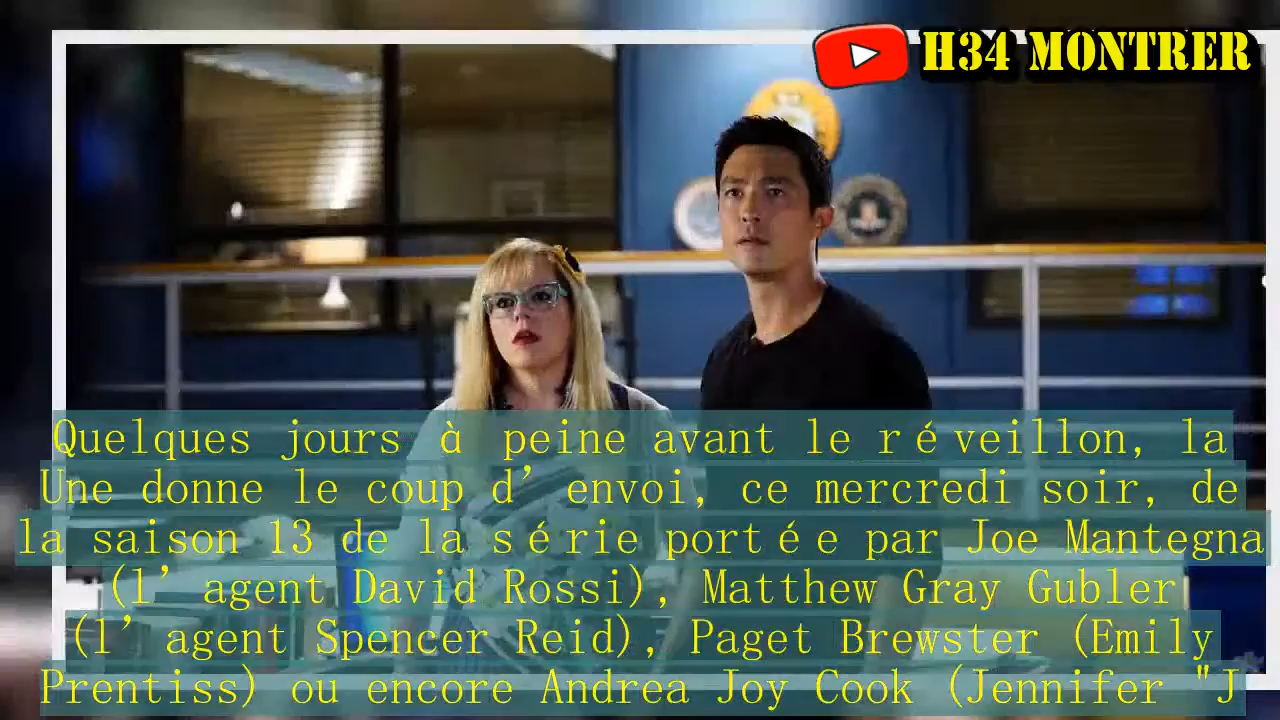 H34 MONTRER
Quelques jours à peine avant le réveillon, la
Une donne le coup d’envoi, ce mercredi soir, de
la saison 13 de la série portée par Joe Mantegna
(l’agent David Rossi), Matthew Gray Gubler
(l’agent Spencer Reid), Paget Brewster (Emily
Prentiss) ou encore Andrea Joy Cook (Jennifer "J